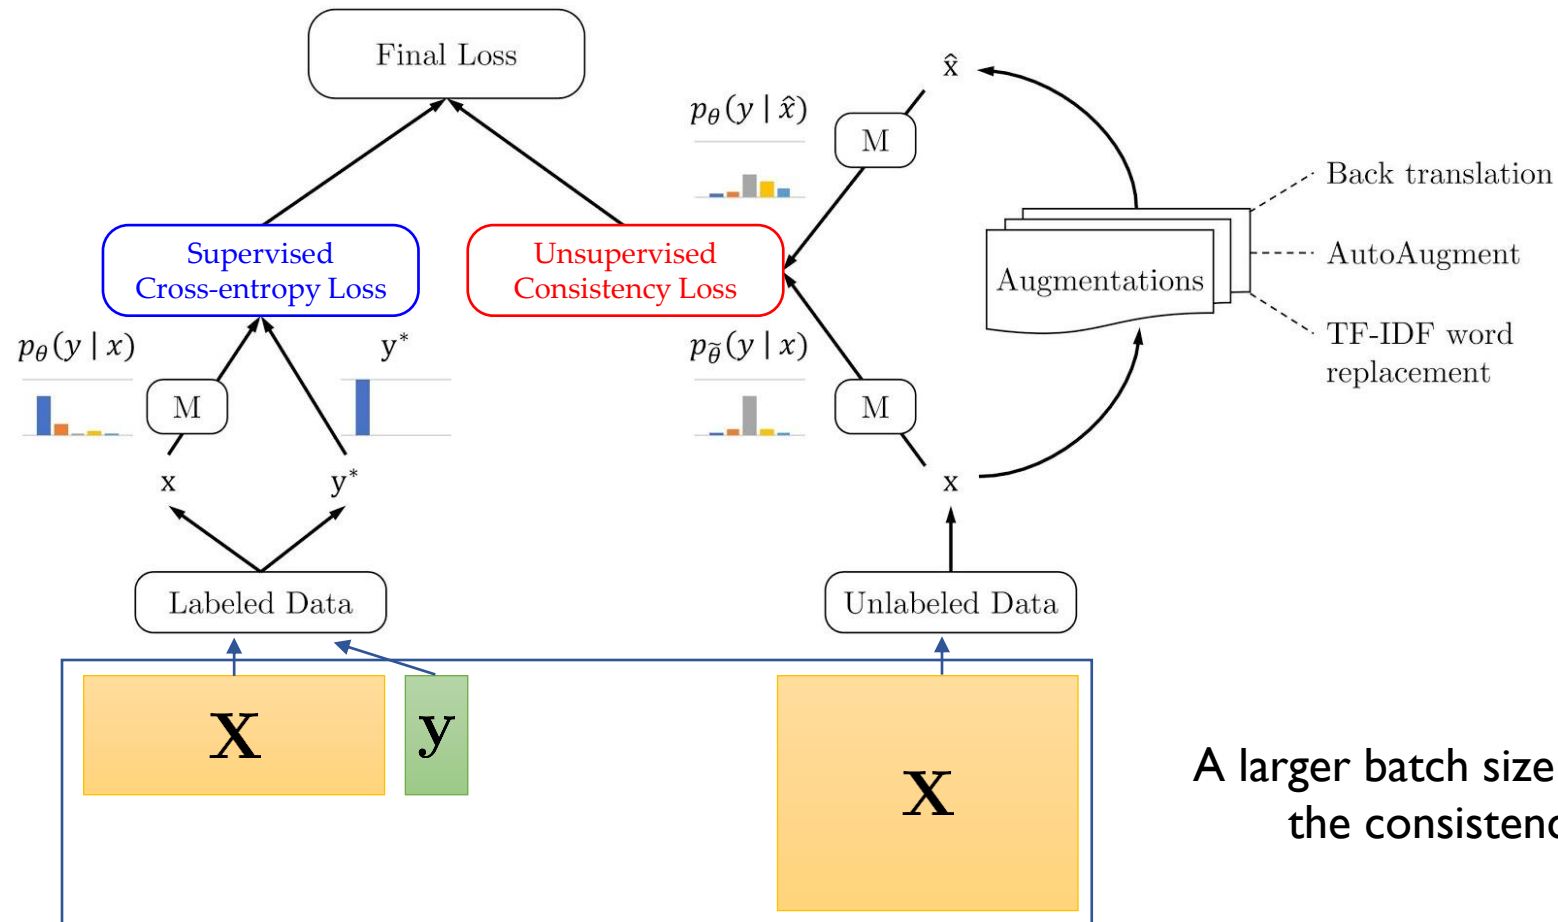 Final Loss
x̂
pθ(y | x̂)
M
Back translation
AutoAugment
TF-IDF word
replacement
Augmentations
Supervised
Cross-entropy Loss
Unsupervised
Consistency Loss
pθ(y | x)
y*
M
pθ̃(y | x)
M
x
y*
x
Labeled Data
Unlabeled Data
X
y
X
A larger batch size
the consistenc